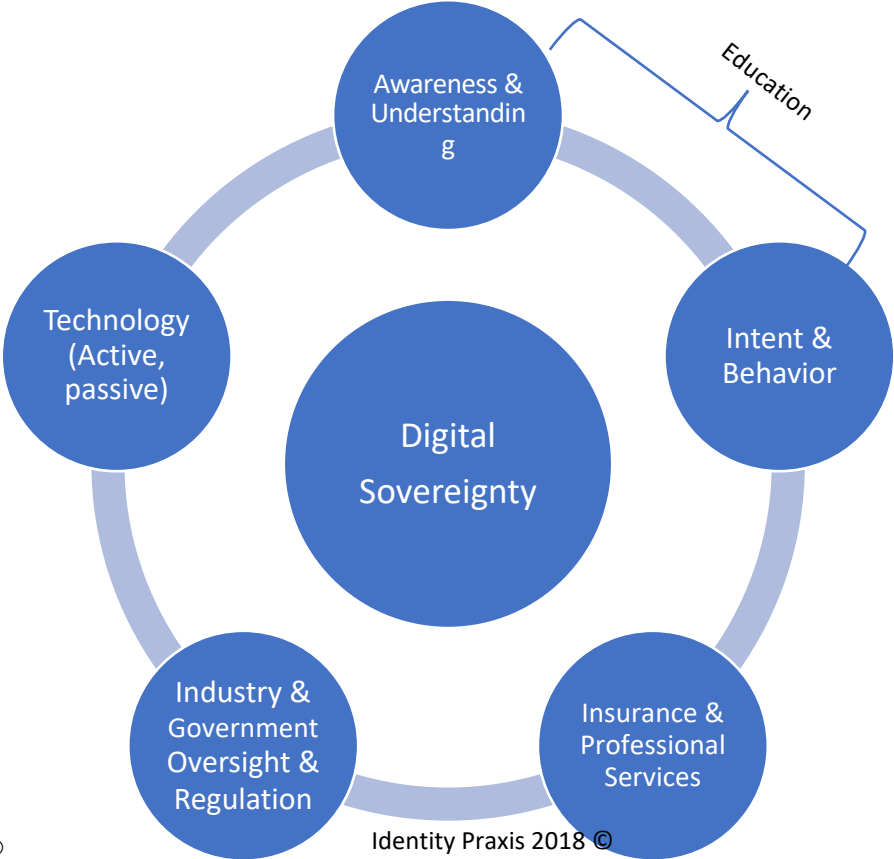 Education
Awareness &
Understandin
g
Intent &
Behavior
Technology
(Active,
passive)
Digital
Sovereignty
Insurance &
Professional
Services
Industry &
Government
Oversight &
Regulation
Identity Praxis 2018 ©